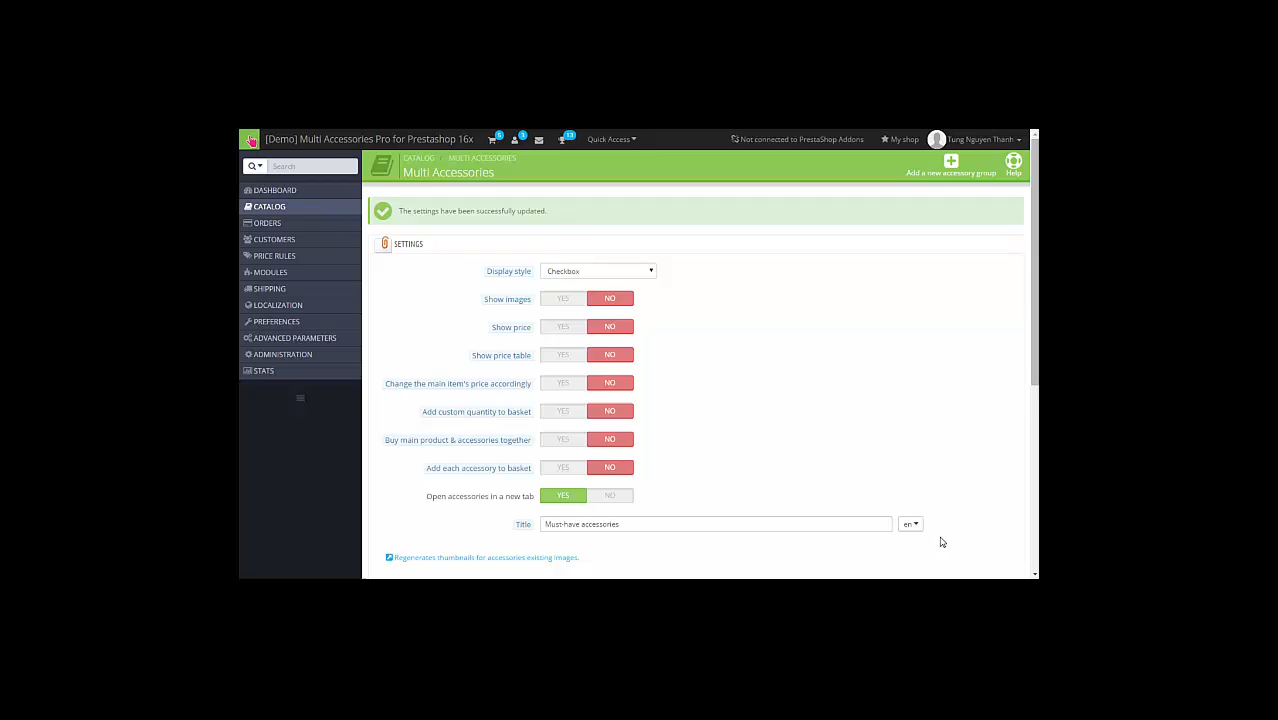 [Demo] Multi Accessories Pro for Prestashop 16x 5 3 13 Quick Access Not connected to PrestaShop Addons My shop Tung Nguyen Thanh
Search
CATALOG MULTI ACCESSORIES
Multi Accessories
Add a new accessory group Help
DASHBOARD
CATALOG
ORDERS
CUSTOMERS
PRICE RULES
MODULES
SHIPPING
LOCALIZATION
PREFERENCES
ADVANCED PARAMETERS
ADMINISTRATION
STATS
The settings have been successfully updated.
SETTINGS
Display style Checkbox
Show images YES NO
Show price YES NO
Show price table YES NO
Change the main item's price accordingly YES NO
Add custom quantity to basket YES NO
Buy main product & accessories together YES NO
Add each accessory to basket YES NO
Open accessories in a new tab YES NO
Title Must-have accessories en
Regenerates thumbnails for accessories existing images.